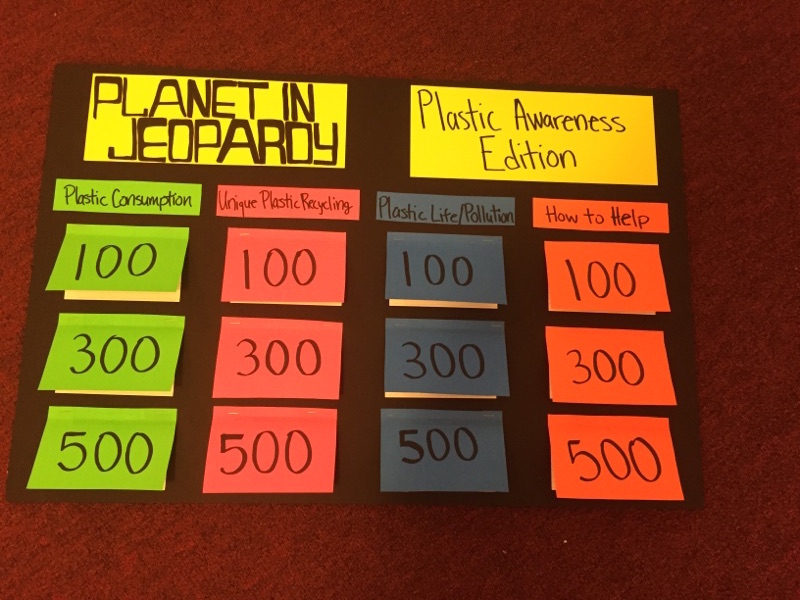 PLANET IN
JEOPARDY
Plastic Awareness
Edition
Plastic Consumption
Unique Plastic Recycling
Plastic Life/Pollution
How to Help
100
100
100
100
300
300
300
300
500
500
500
500